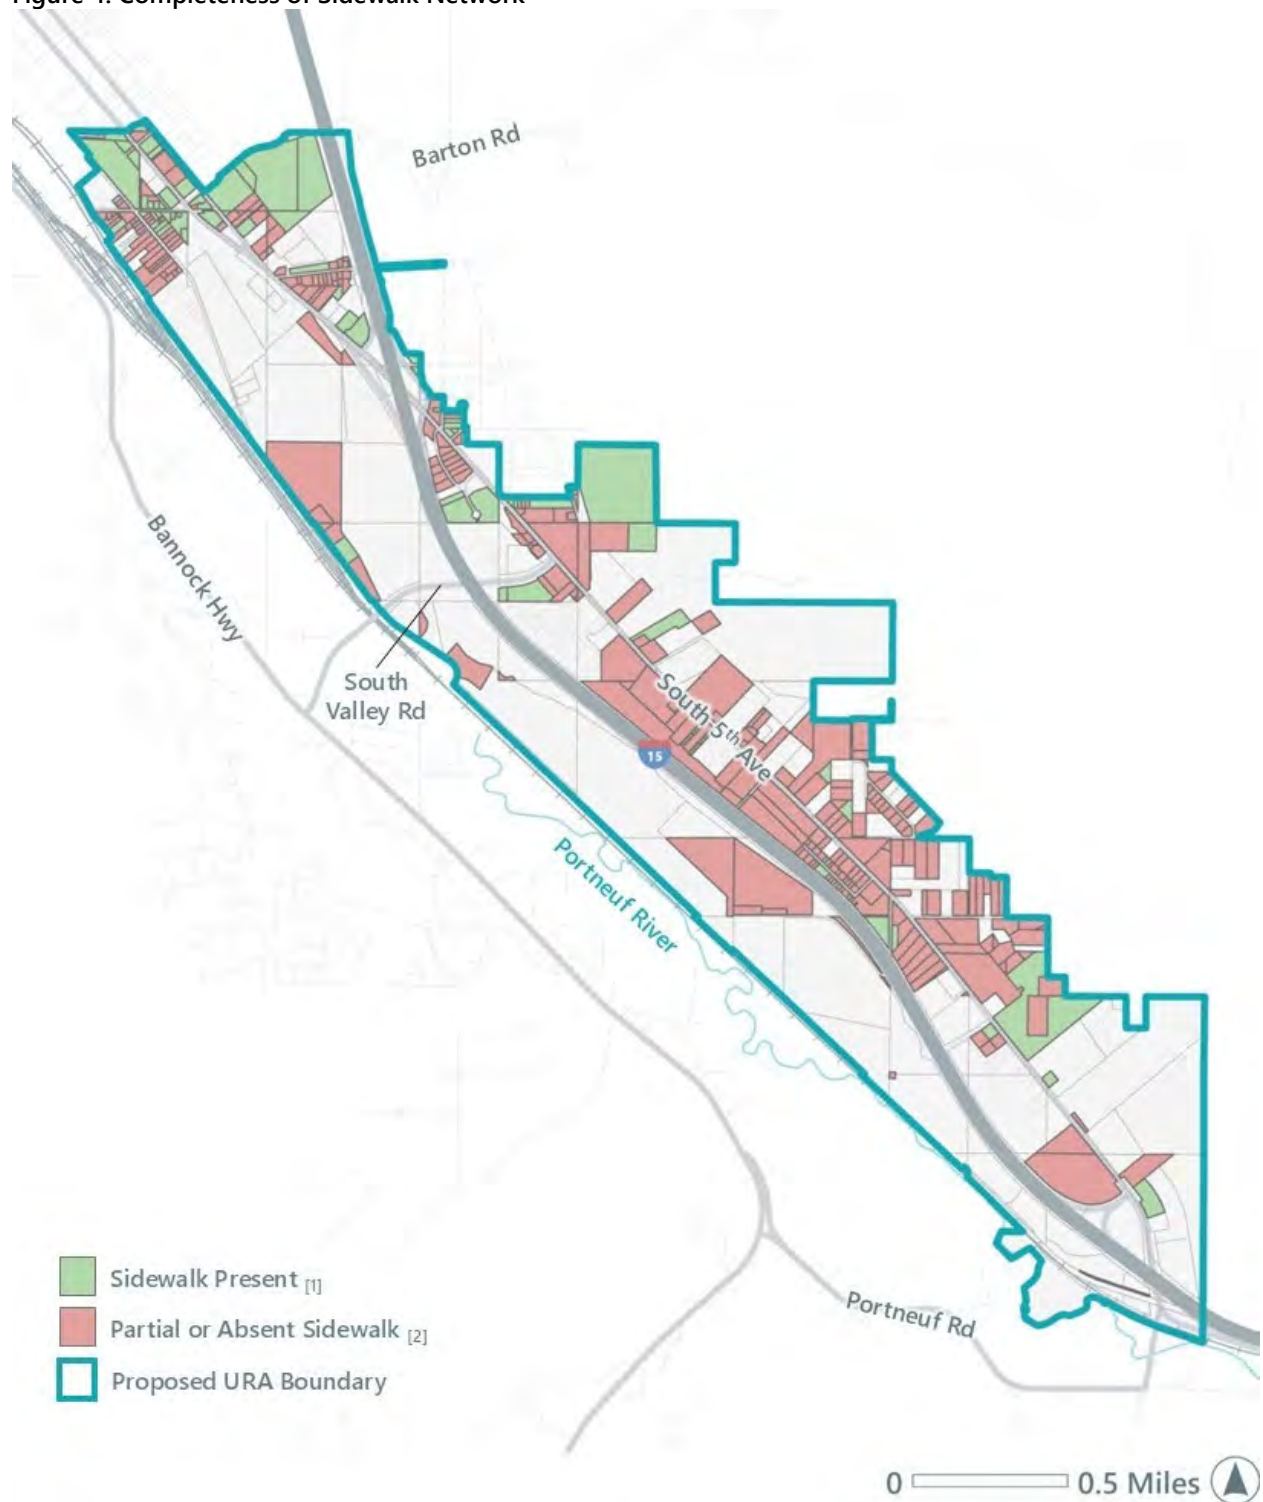 Figure 4. Completeness of Sidewalk Network
Barton Rd
Bannock Hwy
South
Valley Rd
South 5th Ave
15
Portneuf River
Sidewalk Present [1]
Partial or Absent Sidewalk [2]
Proposed URA Boundary
Portneuf Rd
0 0.5 Miles